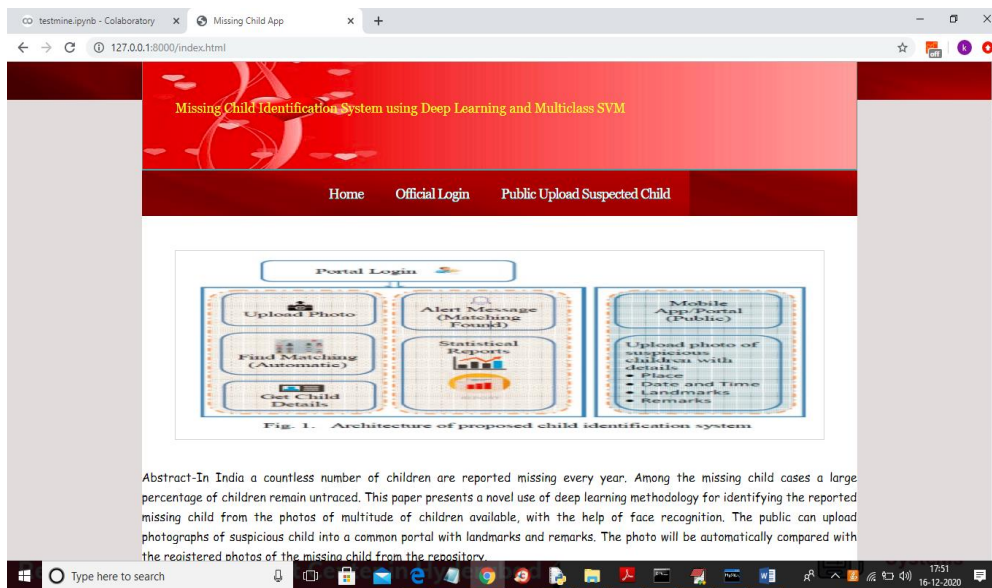 testmine.ipynb - Colaboratory
Missing Child App
127.0.0.1:8000/index.html
off
k
Missing Child Identification System using Deep Learning and Multiclass SVM
Home Official Login Public Upload Suspected Child
Portal Login
Upload Photo
Find Matching
(Automatic)
Get Child
Details
Alert Message
(Matching
Found)
Statistical
Reports
Mobile
App/Portal
(Public)
Upload photo of
suspicious
children with
details
• Place
• Date and Time
• Landmarks
• Remarks
Fig. 1. Architecture of proposed child identification system
Abstract-In India a countless number of children are reported missing every year. Among the missing child cases a large
percentage of children remain untraced. This paper presents a novel use of deep learning methodology for identifying the reported
missing child from the photos of multitude of children available, with the help of face recognition. The public can upload
photographs of suspicious child into a common portal with landmarks and remarks. The photo will be automatically compared with
the registered photos of the missing child from the repository.
Type here to search
17:51
16-12-2020